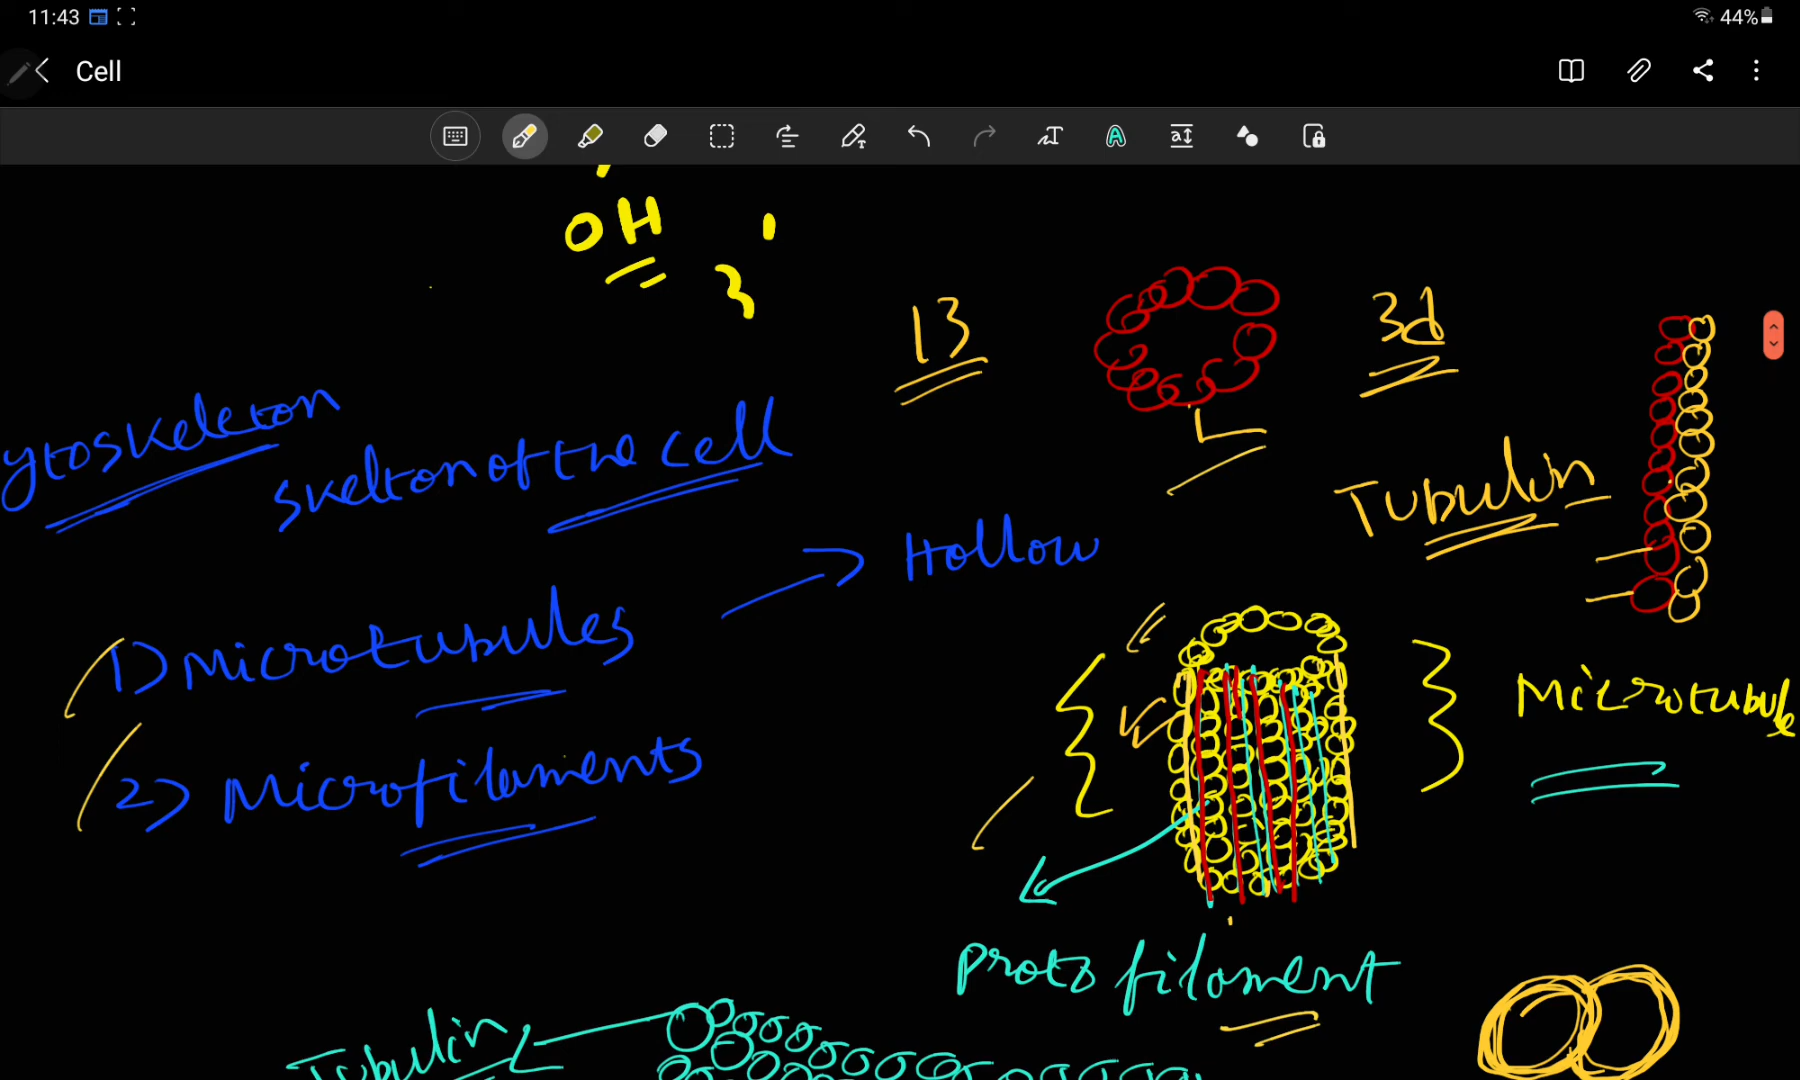 11:43
44%
Cell
OH
13
3d
ytoskeleton
skelton of the cell
Tubulin
Hollow
1) Microtubules
Microtubule
2) Microfilaments
Proto filament
Tubulin